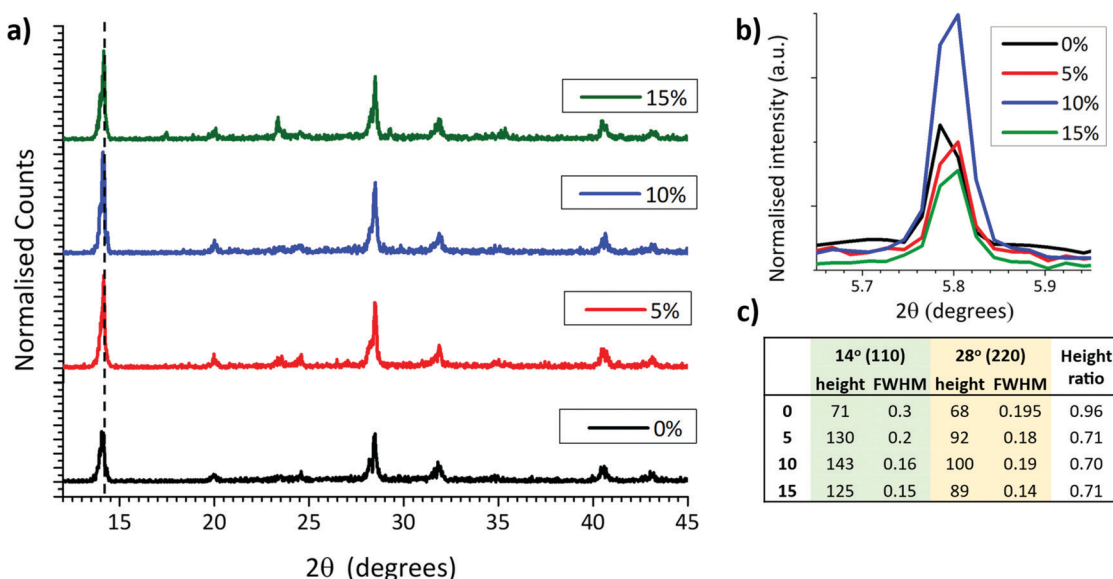 a)
Normalised Counts
15%
10%
5%
0%
15 20 25 30 35 40 45
2θ (degrees)
b)
Normalised intensity (a.u.)
0%
5%
10%
15%
5.7 5.8 5.9
2θ (degrees)
c)
14º (110) 28º (220) Height ratio
height FWHM height FWHM
0 71 0.3 68 0.195 0.96
5 130 0.2 92 0.18 0.71
10 143 0.16 100 0.19 0.70
15 125 0.15 89 0.14 0.71